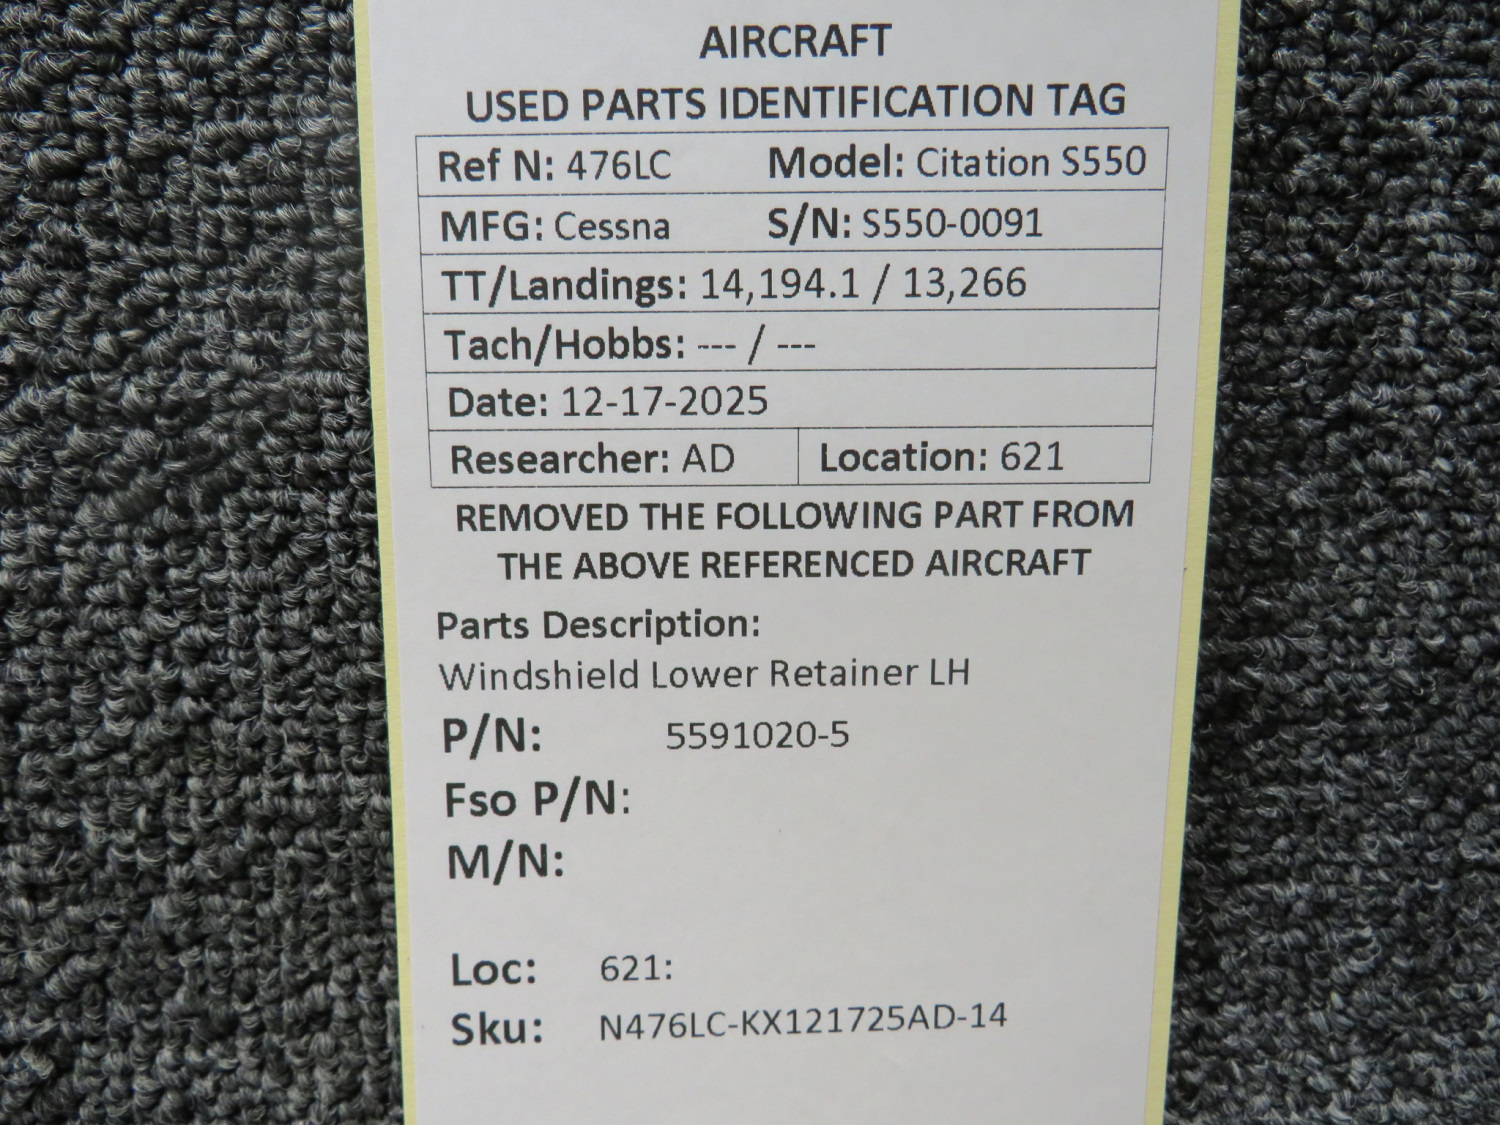 AIRCRAFT
USED PARTS IDENTIFICATION TAG
Ref N: 476LC Model: Citation S550
MFG: Cessna S/N: S550-0091
TT/Landings: 14,194.1 / 13,266
Tach/Hobbs: --- / ---
Date: 12-17-2025
Researcher: AD Location: 621
REMOVED THE FOLLOWING PART FROM
THE ABOVE REFERENCED AIRCRAFT
Parts Description:
Windshield Lower Retainer LH
P/N: 5591020-5
Fso P/N:
M/N:
Loc: 621:
Sku: N476LC-KX121725AD-14